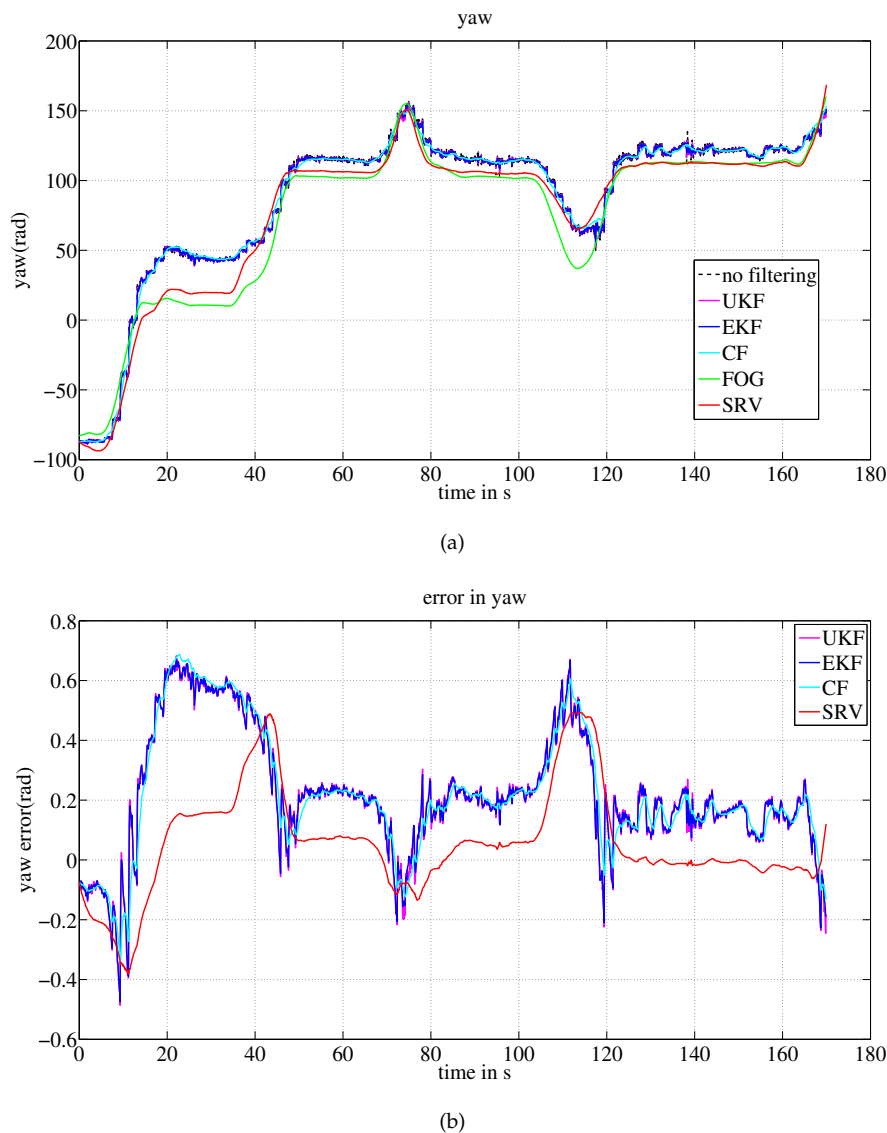 yaw
200
150
100
50
0
−50
−100
yaw(rad)
0 20 40 60 80 100 120 140 160 180
time in s
no filtering
UKF
EKF
CF
FOG
SRV
(a)
error in yaw
0.8
0.6
0.4
0.2
0
−0.2
−0.4
−0.6
yaw error(rad)
0 20 40 60 80 100 120 140 160 180
time in s
UKF
EKF
CF
SRV
(b)